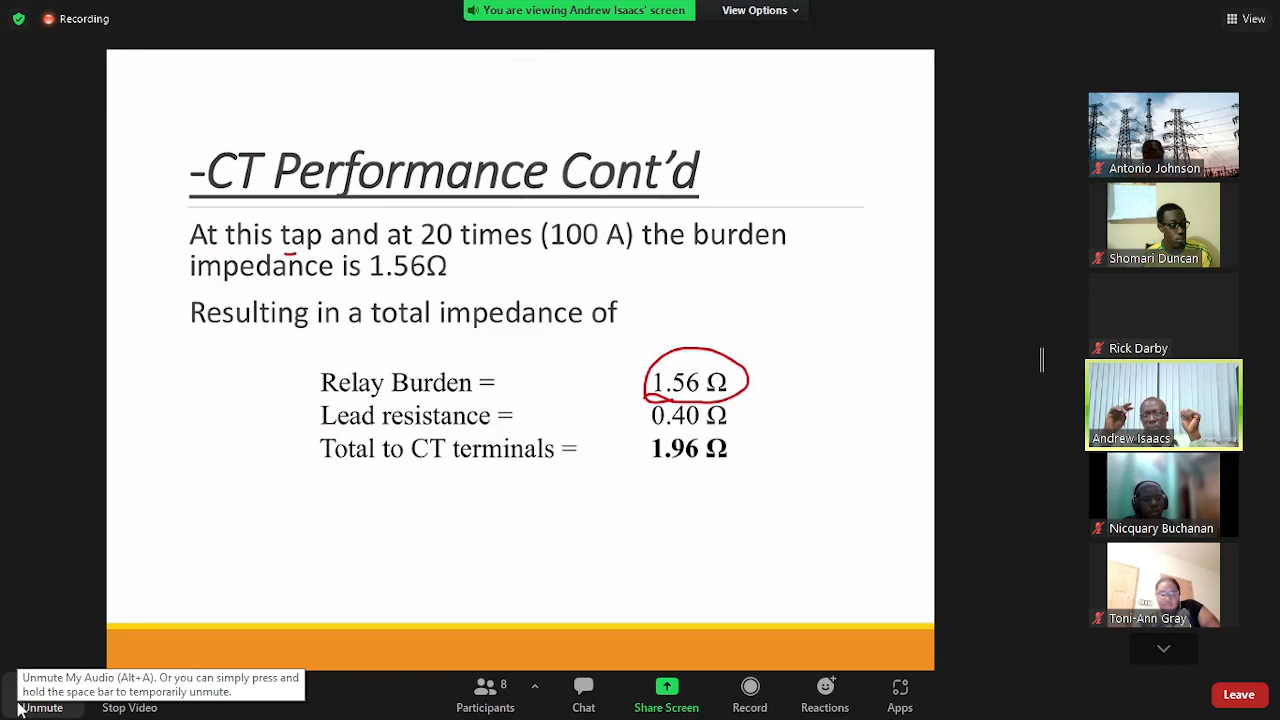 Recording
You are viewing Andrew Isaacs' screen
View Options
View
-CT Performance Cont'd
At this tap and at 20 times (100 A) the burden
impedance is 1.56Ω
Resulting in a total impedance of
Relay Burden = 1.56 Ω
Lead resistance = 0.40 Ω
Total to CT terminals = 1.96 Ω
Antonio Johnson
Shomari Duncan
Rick Darby
Andrew Isaacs
Nicquary Buchanan
Toni-Ann Gray
Unmute My Audio (Alt+A). Or you can simply press and
hold the space bar to temporarily unmute.
Unmute
Stop Video
Participants
8
Chat
Share Screen
Record
Reactions
Apps
Leave